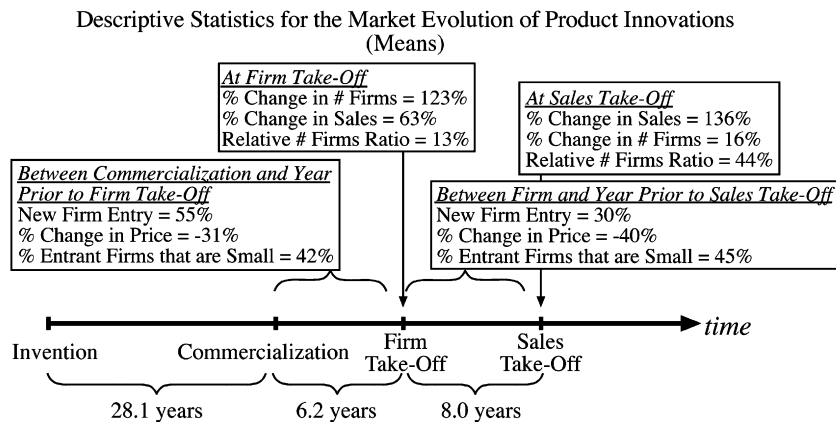 Descriptive Statistics for the Market Evolution of Product Innovations
(Means)
At Firm Take-Off
% Change in # Firms = 123%
% Change in Sales = 63%
Relative # Firms Ratio = 13%
At Sales Take-Off
% Change in Sales = 136%
% Change in # Firms = 16%
Relative # Firms Ratio = 44%
Between Commercialization and Year
Prior to Firm Take-Off
New Firm Entry = 55%
% Change in Price = -31%
% Entrant Firms that are Small = 42%
Between Firm and Year Prior to Sales Take-Off
New Firm Entry = 30%
% Change in Price = -40%
% Entrant Firms that are Small = 45%
time
Invention
Commercialization
Firm
Take-Off
Sales
Take-Off
28.1 years
6.2 years
8.0 years